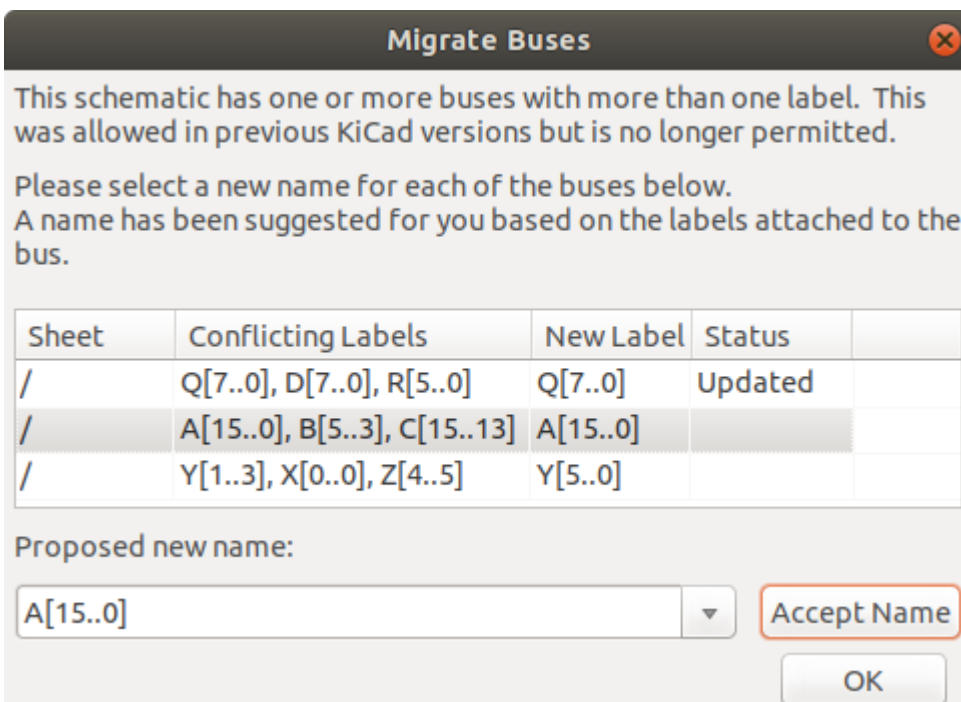 Migrate Buses
This schematic has one or more buses with more than one label.  This
was allowed in previous KiCad versions but is no longer permitted.
Please select a new name for each of the buses below.
A name has been suggested for you based on the labels attached to the
bus.
Sheet Conflicting Labels New Label Status
/ Q[7..0], D[7..0], R[5..0] Q[7..0] Updated
/ A[15..0], B[5..3], C[15..13] A[15..0]
/ Y[1..3], X[0..0], Z[4..5] Y[5..0]
Proposed new name:
A[15..0] Accept Name
OK